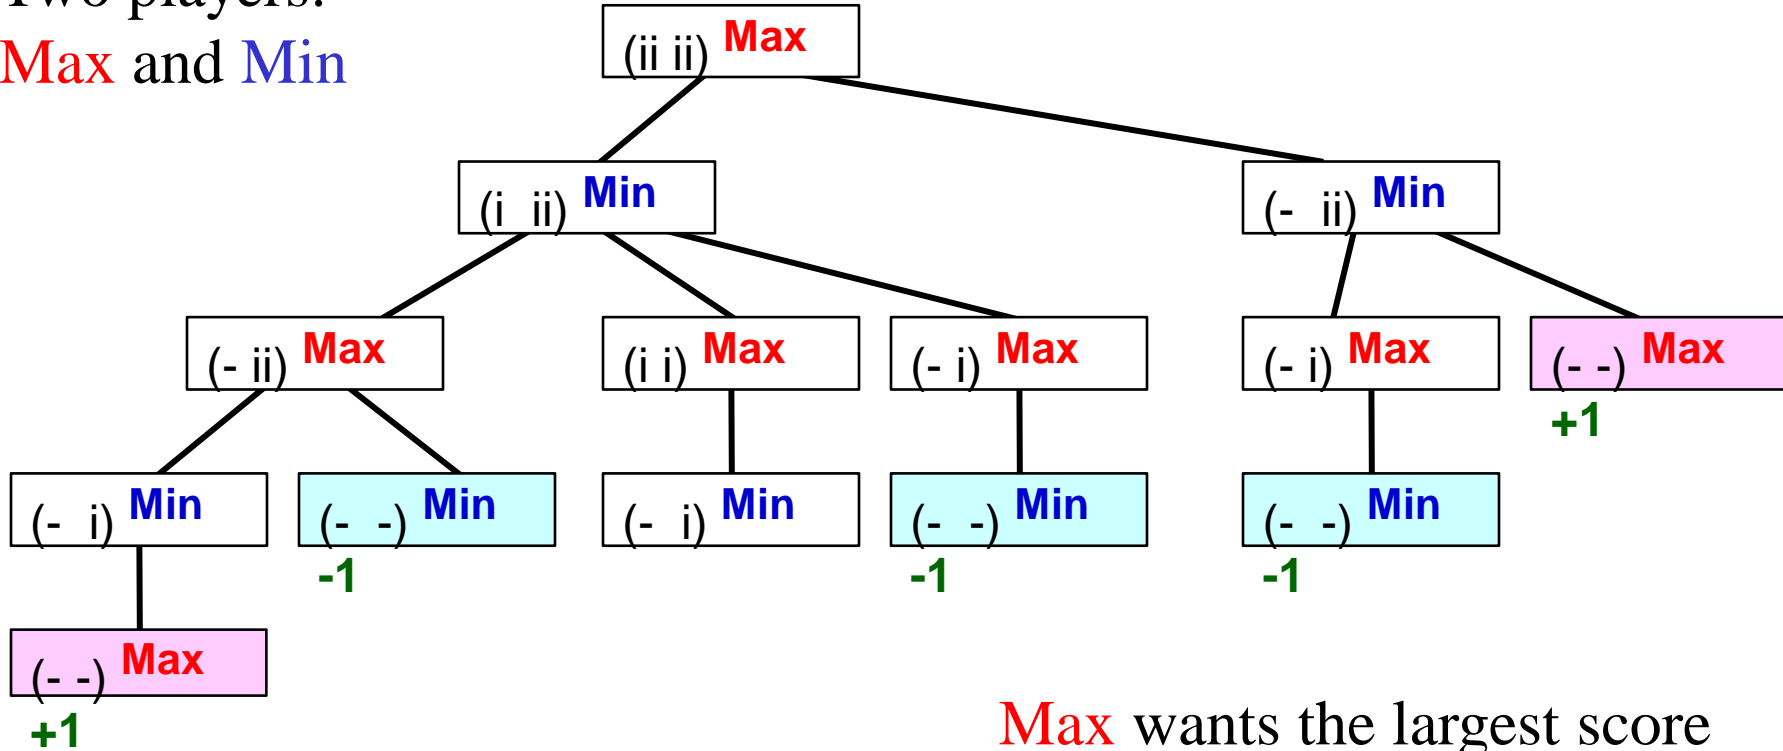 Two players:
Max and Min
(ii ii) Max
(i ii) Min
(- ii) Min
(- ii) Max
(i i) Max
(- i) Max
(- i) Max
(- -) Max
+1
(- i) Min
(- -) Min
(- i) Min
(- -) Min
(- -) Min
-1
-1
-1
(- -) Max
+1
Max wants the largest score